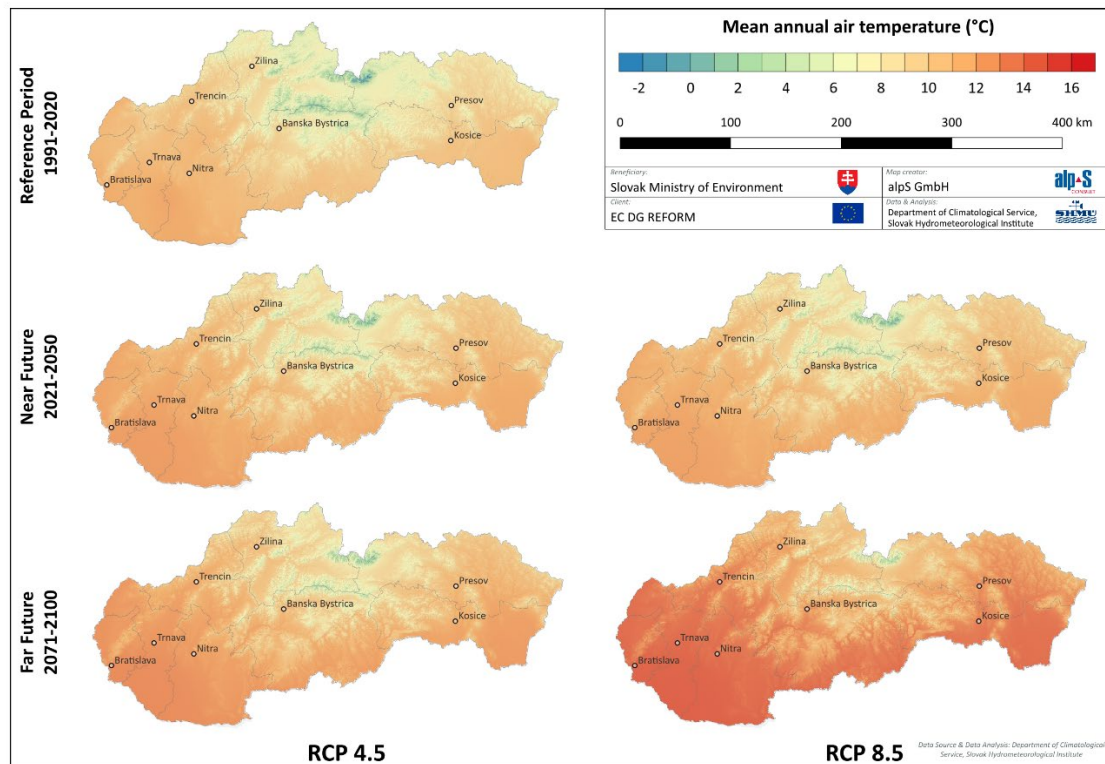 Mean annual air temperature (°C)
-2 0 2 4 6 8 10 12 14 16
0 100 200 300 400 km
Beneficiary:
Slovak Ministry of Environment
Map creator:
alpS GmbH
alpS
CONSULT
Client:
EC DG REFORM
Data & Analysis:
Department of Climatological Service,
Slovak Hydrometeorological Institute
SHMU
Reference Period
1991-2020
Zilina
Trencin
Presov
Banska Bystrica
Kosice
Trnava
Nitra
Bratislava
Near Future
2021-2050
Zilina
Trencin
Presov
Banska Bystrica
Kosice
Trnava
Nitra
Bratislava
Zilina
Trencin
Presov
Banska Bystrica
Kosice
Trnava
Nitra
Bratislava
Far Future
2071-2100
Zilina
Trencin
Presov
Banska Bystrica
Kosice
Trnava
Nitra
Bratislava
Zilina
Trencin
Presov
Banska Bystrica
Kosice
Trnava
Nitra
Bratislava
RCP 4.5
RCP 8.5
Data Source & Data Analysis: Department of Climatological
Service, Slovak Hydrometeorological Institute